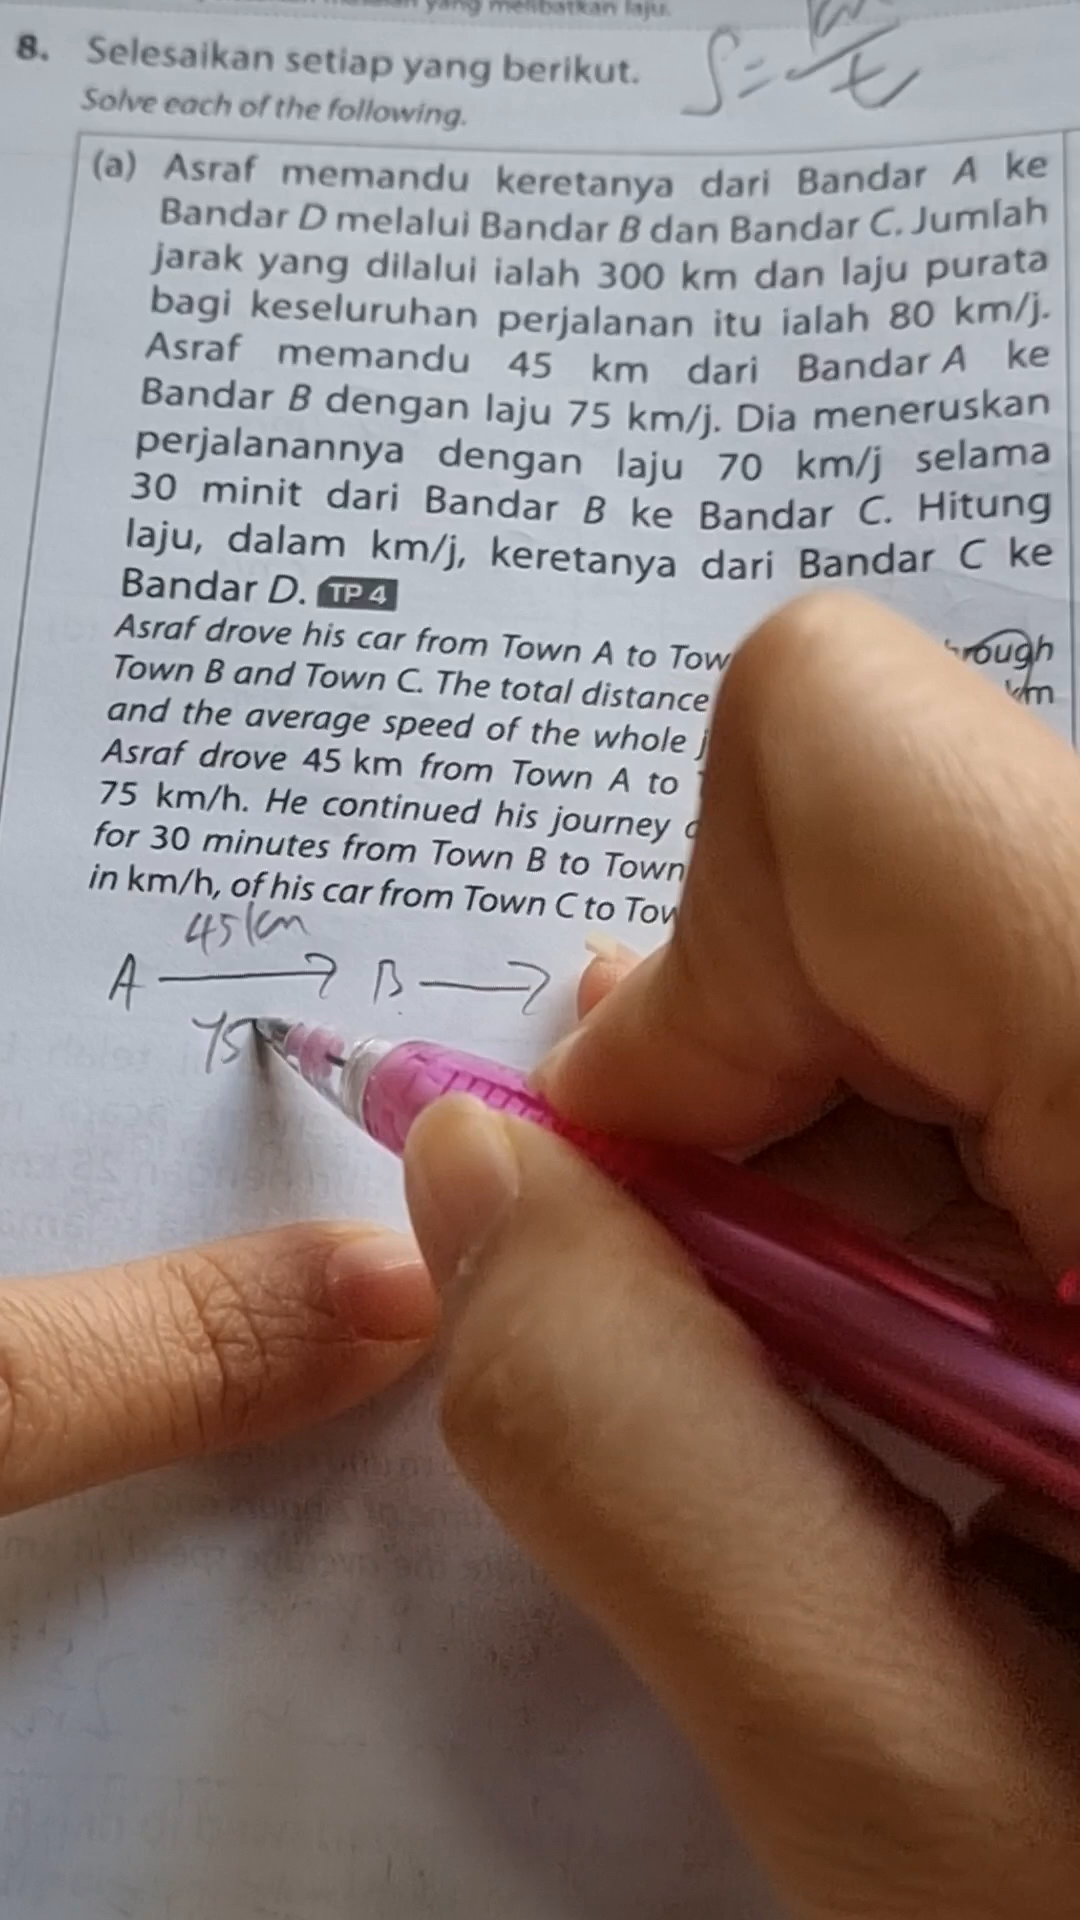 yang melibatkan laju.
8. Selesaikan setiap yang berikut.
Solve each of the following.
S=
t
(a) Asraf memandu keretanya dari Bandar A ke
Bandar D melalui Bandar B dan Bandar C. Jumlah
jarak yang dilalui ialah 300 km dan laju purata
bagi keseluruhan perjalanan itu ialah 80 km/j.
Asraf memandu 45 km dari Bandar A ke
Bandar B dengan laju 75 km/j. Dia meneruskan
perjalanannya dengan laju 70 km/j selama
30 minit dari Bandar B ke Bandar C. Hitung
laju, dalam km/j, keretanya dari Bandar C ke
Bandar D. TP 4
Asraf drove his car from Town A to
Town B and Town C. The total distance km
and the average speed of the whole
Asraf drove 45 km from Town A to
75 km/h. He continued his journey
for 30 minutes from Town B to Town
in km/h, of his car from Town C to
45 km
A → B →
75